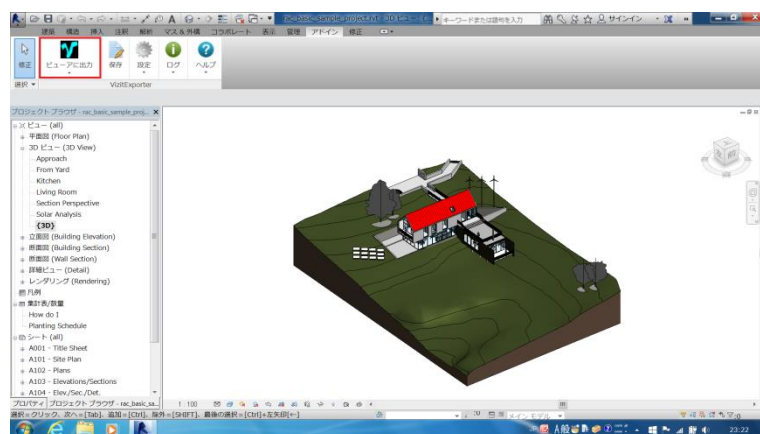 rac_basic_sample_project.rvt - 3D ビュー: {
キーワードまたは語句を入力
サインイン
建築 構造 挿入 注釈 解析 マス & 外構 コラボレート 表示 管理 アドイン 修正
修正 ビューアに出力 保存 設定 ログ ヘルプ
選択 VizitExporter
プロジェクト ブラウザ - rac_basic_sample_proj...
ビュー (all)
平面図 (Floor Plan)
3D ビュー (3D View)
Approach
From Yard
Kitchen
Living Room
Section Perspective
Solar Analysis
{3D}
立面図 (Building Elevation)
断面図 (Building Section)
断面図 (Wall Section)
詳細ビュー (Detail)
レンダリング (Rendering)
凡例
集計表/数量
How do I
Planting Schedule
シート (all)
A001 - Title Sheet
A101 - Site Plan
A102 - Plans
A103 - Elevations/Sections
A104 - Elev./Sec./Det.
プロパティ プロジェクト ブラウザ - rac_basic_sa...
1 : 100
選択 = クリック、次へ = [Tab]、追加 = [Ctrl]、除外 = [SHIFT]、最後の選択 = [Ctrl]+左矢印[←]
:0
メイン モデル
:0
A 般
23:22